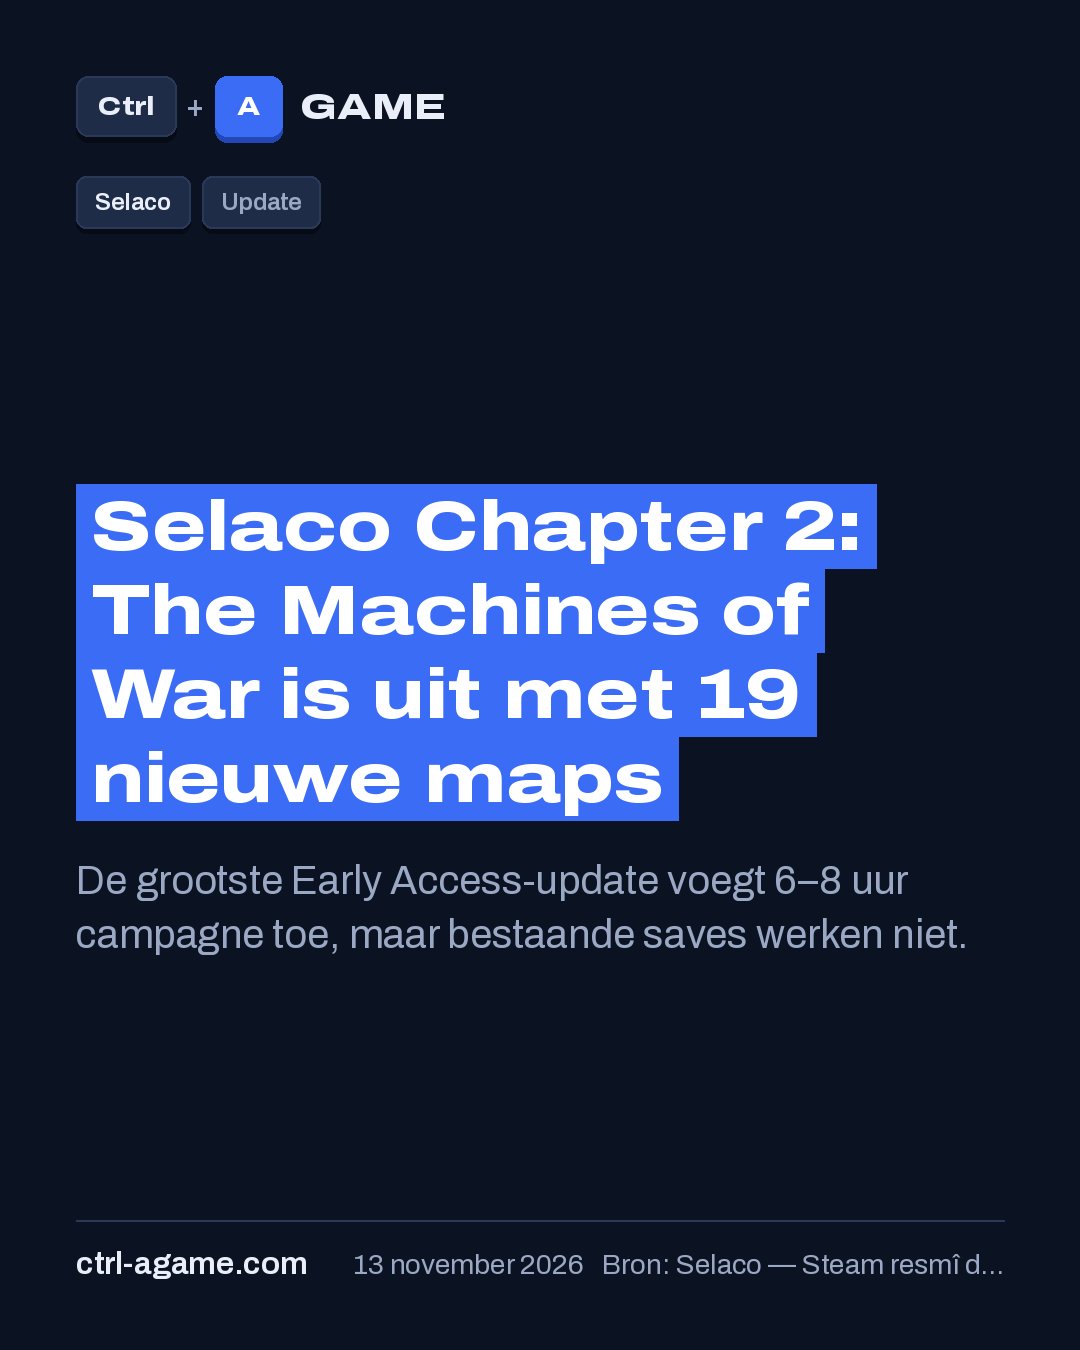 Ctrl + A GAME
Selaco Update
Selaco Chapter 2:
The Machines of
War is uit met 19
nieuwe maps
De grootste Early Access-update voegt 6–8 uur
campagne toe, maar bestaande saves werken niet.
ctrl-agame.com 13 november 2026 Bron: Selaco — Steam resmî d...